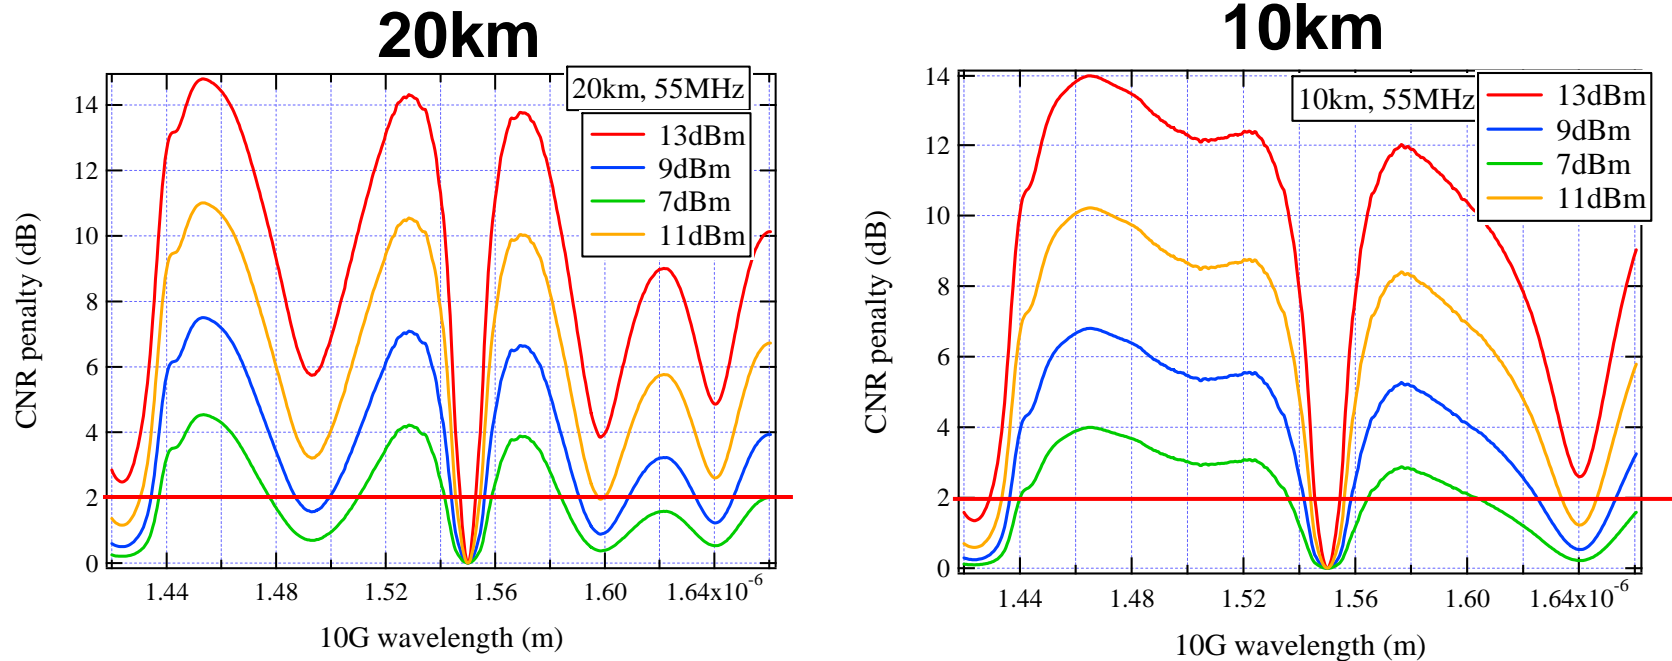 20km
20km, 55MHz
13dBm
9dBm
7dBm
11dBm
CNR penalty (dB)
14
12
10
8
6
4
2
0
1.44
1.48
1.52
1.56
1.60
1.64x10-6
10G wavelength (m)
10km
10km, 55MHz
13dBm
9dBm
7dBm
11dBm
CNR penalty (dB)
14
12
10
8
6
4
2
0
1.44
1.48
1.52
1.56
1.60
1.64x10-6
10G wavelength (m)